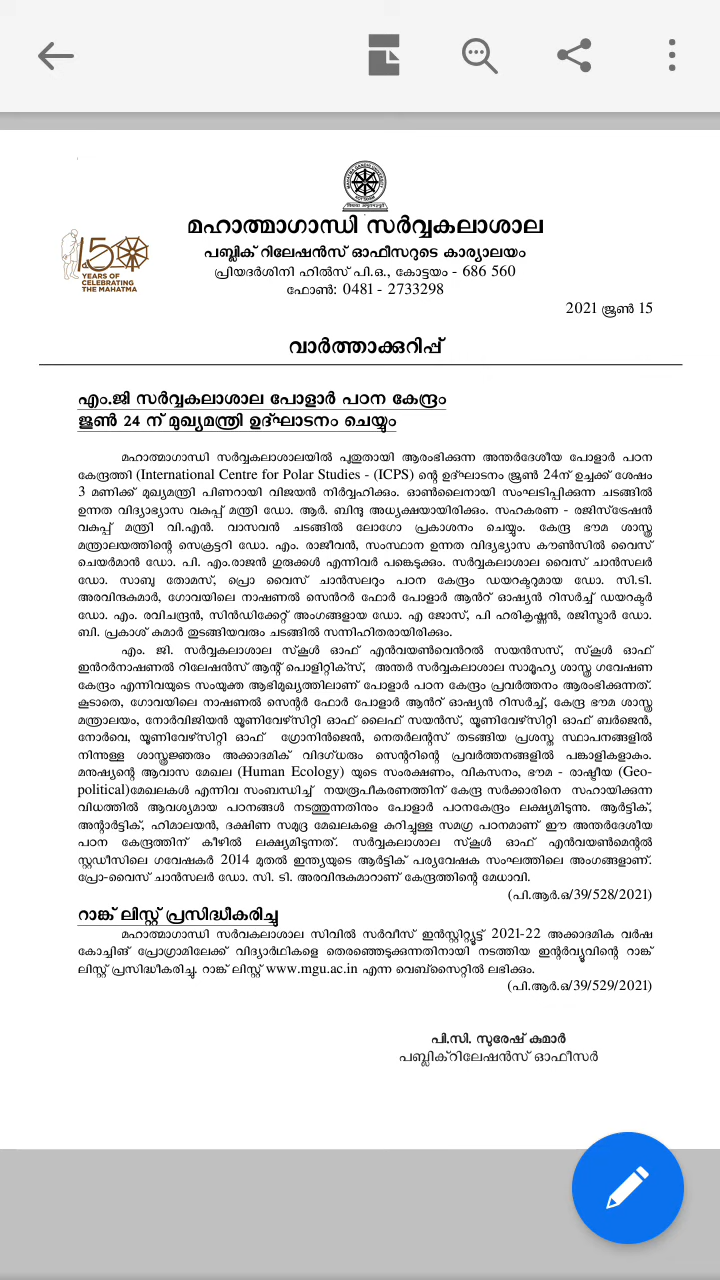 മഹാത്മാഗാന്ധി സർവ്വകലാശാല
പബ്ലിക് റിലേഷൻസ് ഓഫീസറുടെ കാര്യാലയം
പ്രിയദർശിനി ഹിൽസ് പി.ഒ., കോട്ടയം - 686 560
ഫോൺ: 0481 - 2733298
150
YEARS OF
CELEBRATING
THE MAHATMA
2021 ജൂൺ 15
വാർത്താക്കുറിപ്പ്
എം.ജി സർവ്വകലാശാല പോളാർ പഠന കേന്ദ്രം
ജൂൺ 24 ന് മുഖ്യമന്ത്രി ഉദ്ഘാടനം ചെയ്യും
മഹാത്മാഗാന്ധി സർവകലാശാലയിൽ പുതുതായി ആരംഭിക്കുന്ന അന്തർദേശീയ പോളാർ പഠന
കേന്ദ്രത്തി (International Centre for Polar Studies - (ICPS) ന്റെ ഉദ്ഘാടനം ജൂൺ 24ന് ഉച്ചക്ക് ശേഷം
3 മണിക്ക് മുഖ്യമന്ത്രി പിണറായി വിജയൻ നിർവ്വഹിക്കും. ഓൺലൈനായി സംഘടിപ്പിക്കുന്ന ചടങ്ങിൽ
ഉന്നത വിദ്യാഭ്യാസ വകുപ്പ് മന്ത്രി ഡോ. ആർ. ബിന്ദു അധ്യക്ഷയായിരിക്കും. സഹകരണ - രജിസ്ട്രേഷൻ
വകുപ്പ് മന്ത്രി വി.എൻ. വാസവൻ ചടങ്ങിൽ ലോഗോ പ്രകാശനം ചെയ്യും. കേന്ദ്ര ഭൗമ ശാസ്ത്ര
മന്ത്രാലയത്തിന്റെ സെക്രട്ടറി ഡോ. എം. രാജീവൻ, സംസ്ഥാന ഉന്നത വിദ്യഭ്യാസ കൗൺസിൽ വൈസ്
ചെയർമാൻ ഡോ. പി. എം.രാജൻ ഗുരുക്കൾ എന്നിവർ പങ്കെടുക്കും. സർവ്വകലാശാല വൈസ് ചാൻസലർ
ഡോ. സാബു തോമസ്, പ്രൊ വൈസ് ചാൻസലറും പഠന കേന്ദ്രം ഡയറക്ടറുമായ ഡോ. സി.ടി.
അരവിന്ദകുമാർ, ഗോവയിലെ നാഷണൽ സെൻറർ ഫോർ പോളാർ ആൻറ് ഓഷ്യൻ റിസർച്ച് ഡയറക്ടർ
ഡോ. എം. രവിചന്ദ്രൻ, സിൻഡിക്കേറ്റ് അംഗങ്ങളായ ഡോ. എ ജോസ്, പി ഹരികൃഷ്ണൻ, രജിസ്ട്രാർ ഡോ.
ബി. പ്രകാശ് കുമാർ തുടങ്ങിയവരും ചടങ്ങിൽ സന്നിഹിതരായിരിക്കും.
എം. ജി. സർവ്വകലാശാല സ്കൂൾ ഓഫ് എൻവയൺവെൻറൽ സയൻസസ്, സ്കൂൾ ഓഫ്
ഇൻറർനാഷണൽ റിലേഷൻസ് ആന്റ് പൊളിറ്റിക്സ്, അന്തർ സർവ്വകലാശാല സാമൂഹ്യ ശാസ്ത്ര ഗവേഷണ
കേന്ദ്രം എന്നിവയുടെ സംയുക്ത ആഭിമുഖ്യത്തിലാണ് പോളാർ പഠന കേന്ദ്രം പ്രവർത്തനം ആരംഭിക്കുന്നത്.
കൂടാതെ, ഗോവയിലെ നാഷണൽ സെന്റർ ഫോർ പോളാർ ആൻറ് ഓഷ്യൻ റിസർച്ച്, കേന്ദ്ര ഭൗമ ശാസ്ത്ര
മന്ത്രാലയം, നോർവിജിയൻ യൂണിവേഴ്സിറ്റി ഓഫ് ലൈഫ് സയൻസ്, യൂണിവേഴ്സിറ്റി ഓഫ് ബർജെൻ,
നോർവെ, യൂണിവേഴ്സിറ്റി ഓഫ് ഗ്രോനിൻജെൻ, നെതർലന്റ്സ് തടങ്ങിയ പ്രശസ്ത സ്ഥാപനങ്ങളിൽ
നിന്നുള്ള ശാസ്ത്രജ്ഞരും അക്കാദമിക് വിദഗ്ധരും സെന്ററിന്റെ പ്രവർത്തനങ്ങളിൽ പങ്കാളികളാകും.
മനുഷ്യന്റെ ആവാസ മേഖല (Human Ecology) യുടെ സംരക്ഷണം, വികസനം, ഭൗമ - രാഷ്ട്രീയ (Geo-
political)മേഖലകൾ എന്നിവ സംബന്ധിച്ച് നയരൂപീകരണത്തിന് കേന്ദ്ര സർക്കാരിനെ സഹായിക്കുന്ന
വിധത്തിൽ ആവശ്യമായ പഠനങ്ങൾ നടത്തുന്നതിനും പോളാർ പഠനകേന്ദ്രം ലക്ഷ്യമിടുന്നു. ആർട്ടിക്,
അന്റാർട്ടിക്, ഹിമാലയൻ, ദക്ഷിണ സമുദ്ര മേഖലകളെ കുറിച്ചുള്ള സമഗ്ര പഠനമാണ് ഈ അന്തർദേശീയ
പഠന കേന്ദ്രത്തിന് കീഴിൽ ലക്ഷ്യമിടുന്നത്. സർവ്വകലാശാല സ്കൂൾ ഓഫ് എൻവയൺമെന്റൽ
സ്റ്റഡീസിലെ ഗവേഷകർ 2014 മുതൽ ഇന്ത്യയുടെ ആർട്ടിക് പര്യവേഷക സംഘത്തിലെ അംഗങ്ങളാണ്.
പ്രോ-വൈസ് ചാൻസലർ ഡോ. സി. ടി. അരവിന്ദകുമാറാണ് കേന്ദ്രത്തിന്റെ മേധാവി.
(പി.ആർ.ഒ/39/528/2021)
റാങ്ക് ലിസ്റ്റ് പ്രസിദ്ധീകരിച്ചു
മഹാത്മാഗാന്ധി സർവകലാശാല സിവിൽ സർവീസ് ഇൻസ്റ്റിറ്റ്യൂട്ട് 2021-22 അക്കാദമിക വർഷ
കോച്ചിങ് പ്രോഗ്രാമിലേക്ക് വിദ്യാർഥികളെ തെരഞ്ഞെടുക്കുന്നതിനായി നടത്തിയ ഇന്റർവ്യൂവിന്റെ റാങ്ക്
ലിസ്റ്റ് പ്രസിദ്ധീകരിച്ചു. റാങ്ക് ലിസ്റ്റ് www.mgu.ac.in എന്ന വെബ്സൈറ്റിൽ ലഭിക്കും.
(പി.ആർ.ഒ/39/529/2021)
പി.സി. സുരേഷ് കുമാർ
പബ്ലിക്റിലേഷൻസ് ഓഫീസർ